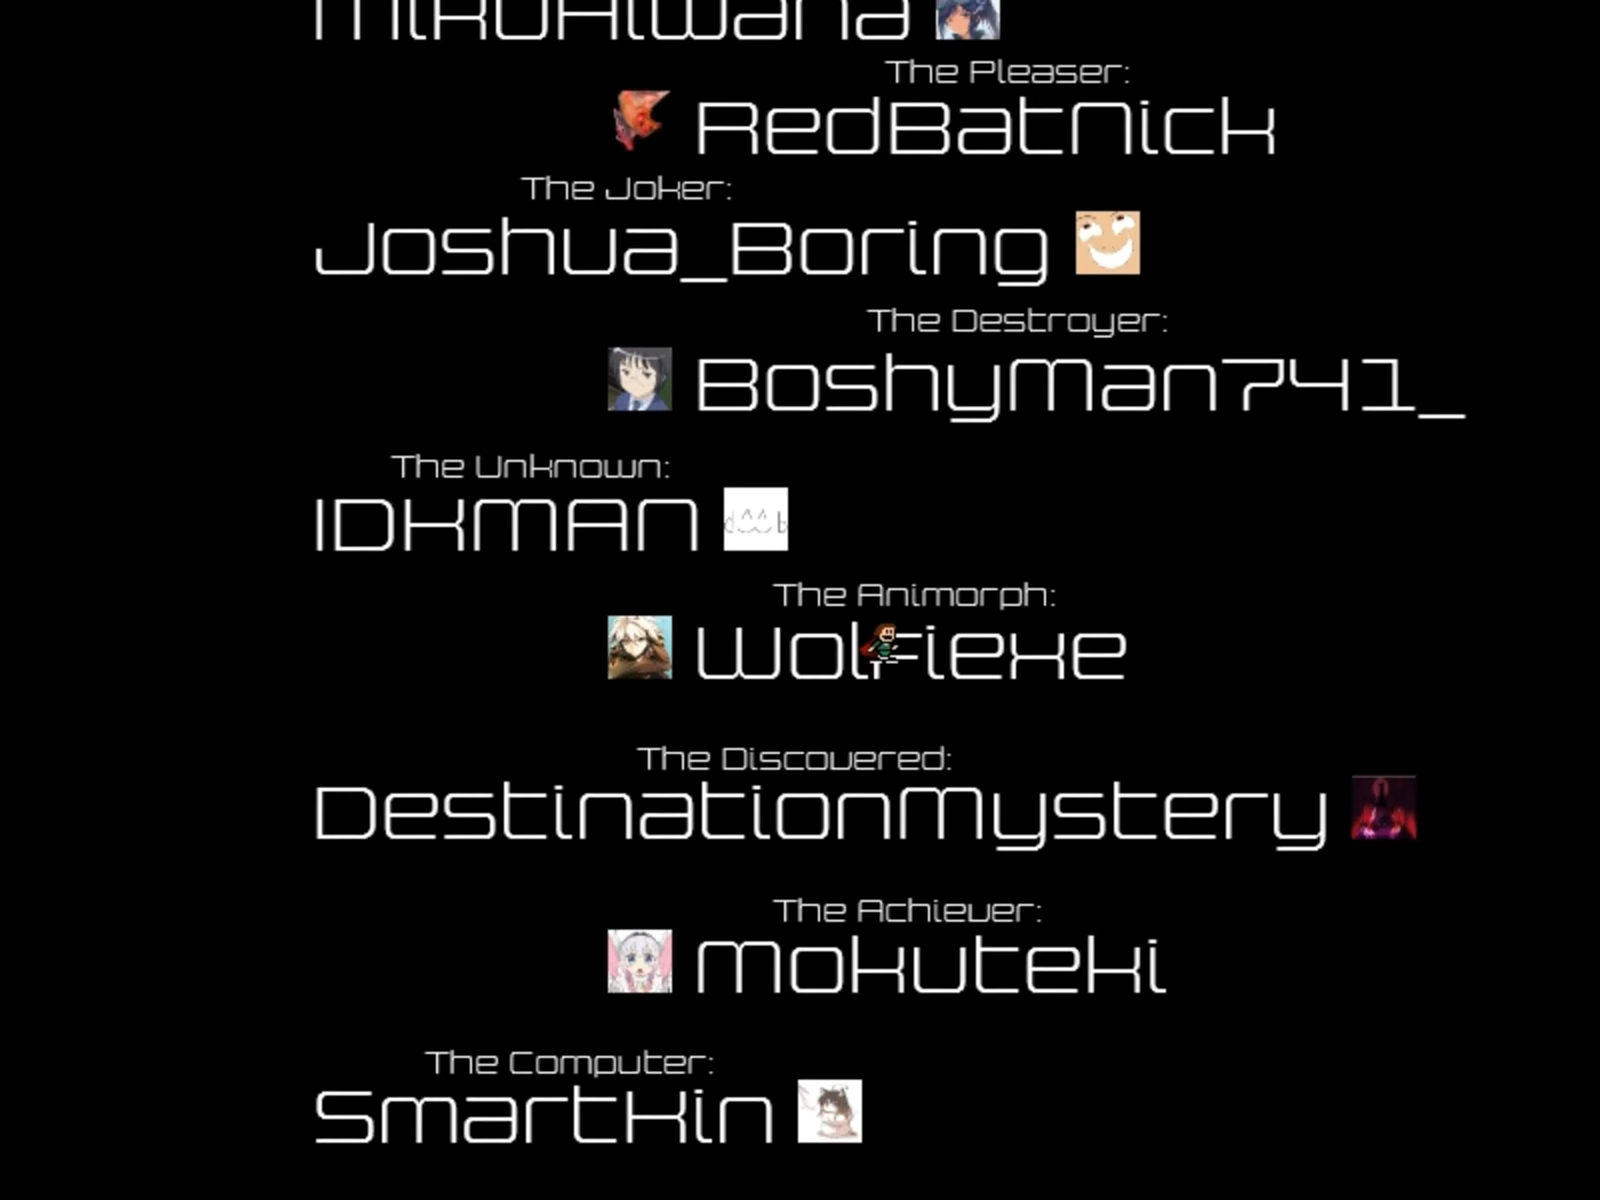 The Pleaser:
RedBatNick
The Joker:
Joshua_Boring
The Destroyer:
BoshyMan741_
The Unknown:
IDKMAN
The Animorph:
Wolfiexe
The Discovered:
DestinationMystery
The Achiever:
Mokuteki
The Computer:
SmartKin